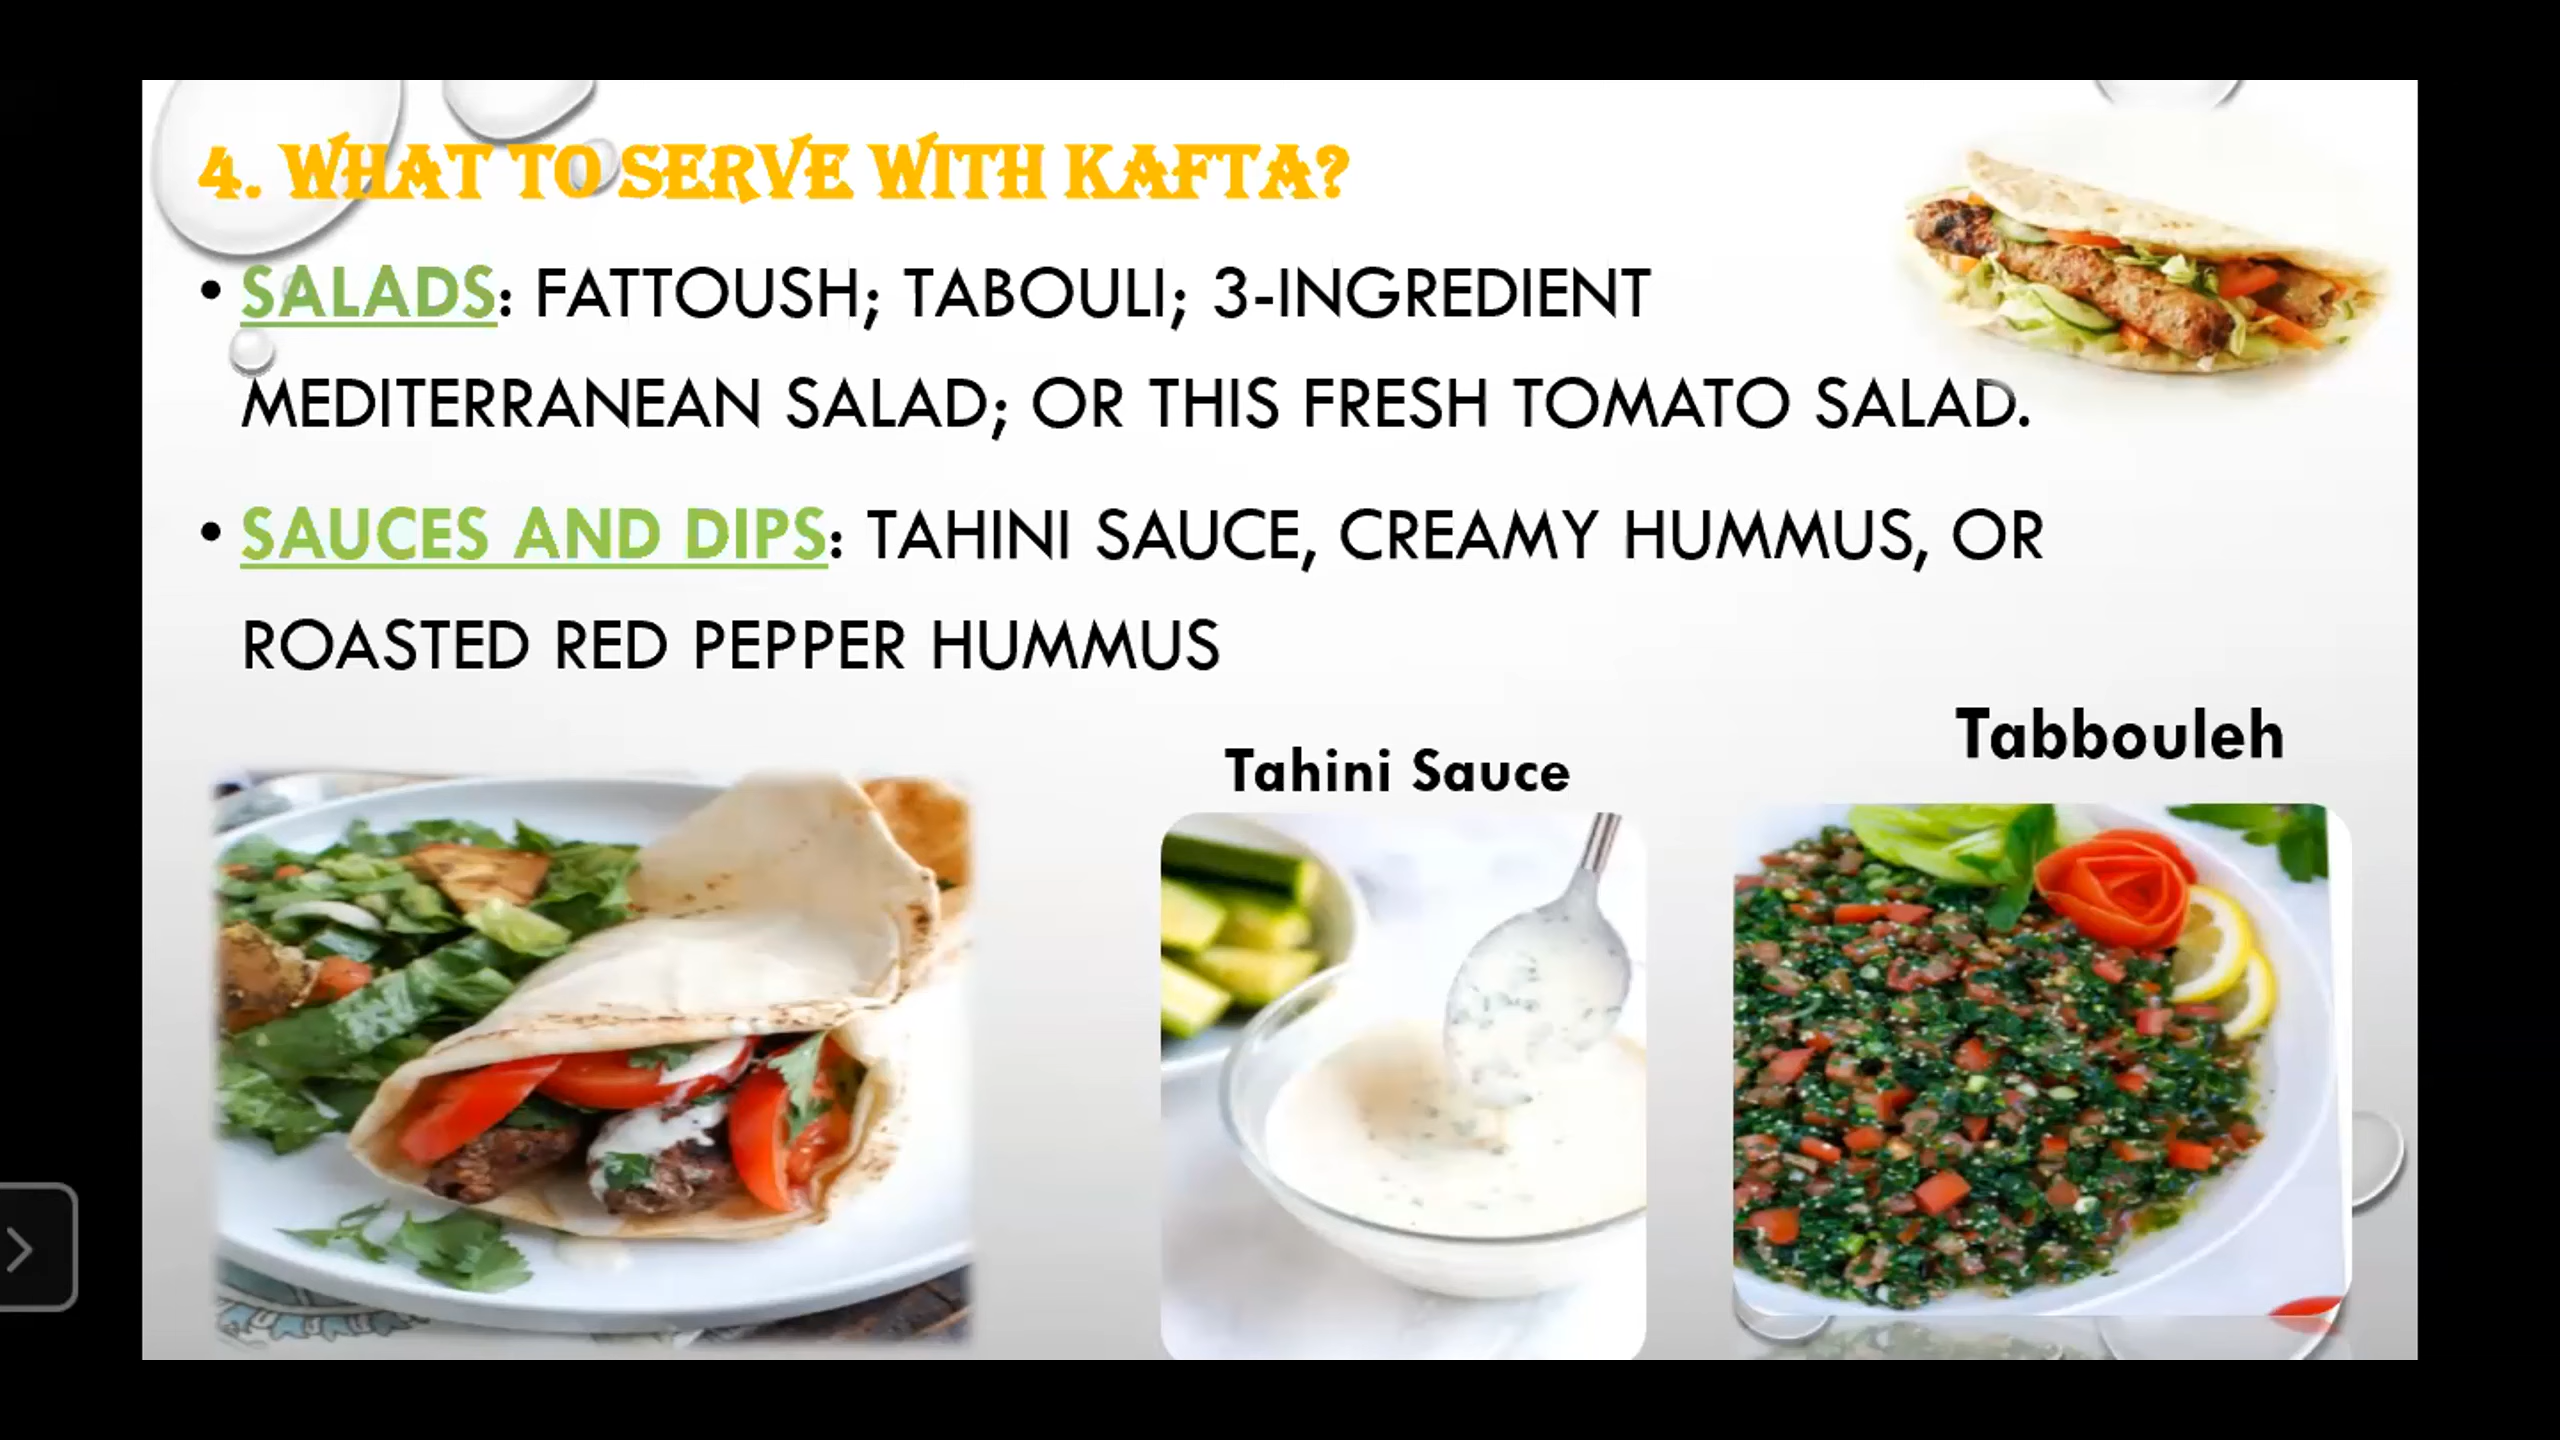 4. WHAT TO SERVE WITH KAFTA?
• SALADS: FATTOUSH; TABOULI; 3-INGREDIENT
MEDITERRANEAN SALAD; OR THIS FRESH TOMATO SALAD.
• SAUCES AND DIPS: TAHINI SAUCE, CREAMY HUMMUS, OR
ROASTED RED PEPPER HUMMUS
Tahini Sauce
Tabbouleh